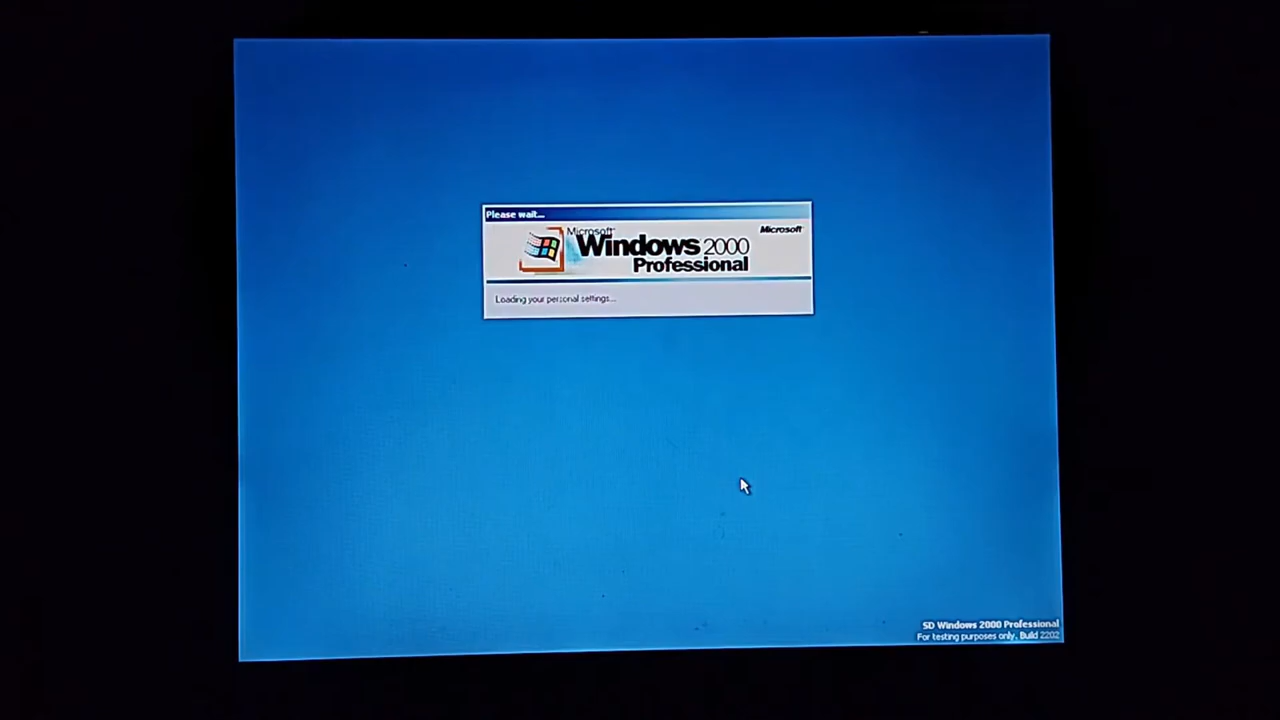 Please wait...
Microsoft
Microsoft
Windows 2000
Professional
Loading your personal settings...
SD Windows 2000 Professional
For testing purposes only. Build 2202